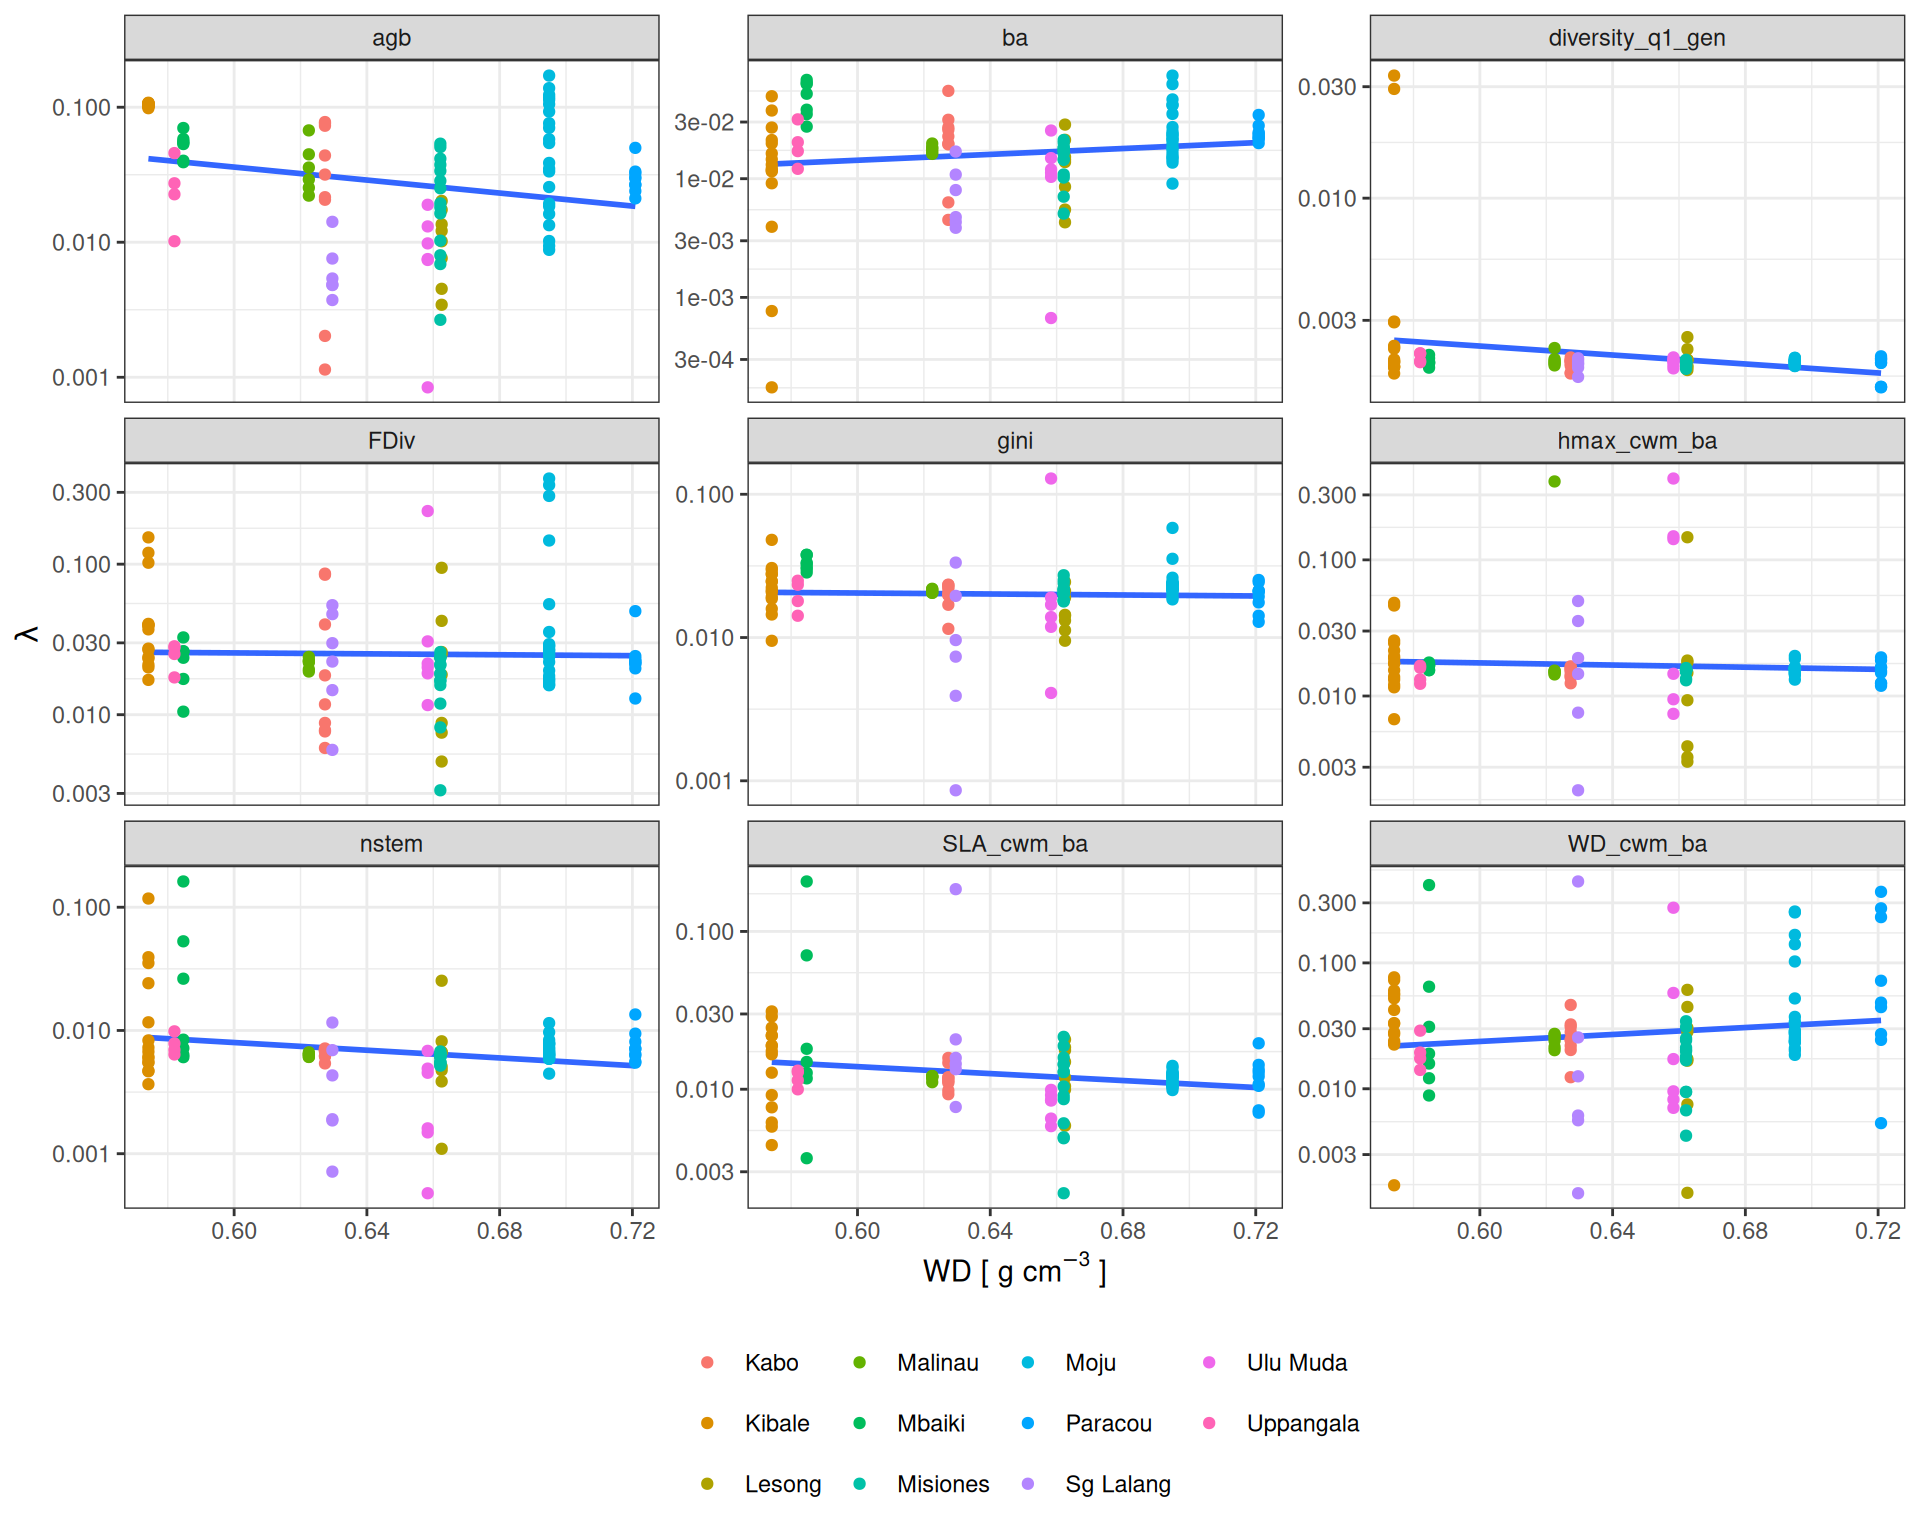 agb ba diversity_q1_gen
0.100 3e-02 0.030
1e-02
0.010 3e-03 0.010
1e-03 0.003
0.001 3e-04
FDiv gini hmax_cwm_ba
0.300 0.100 0.300
0.100 0.100
0.030 0.010 0.030
0.010 0.010
0.003 0.001 0.003
λ
nstem SLA_cwm_ba WD_cwm_ba
0.100 0.100 0.300
0.100
0.010 0.030 0.030
0.010 0.010
0.001 0.003 0.003
0.60 0.64 0.68 0.72 0.60 0.64 0.68 0.72 0.60 0.64 0.68 0.72
WD [ g cm⁻³ ]
Kabo Malinau Moju Ulu Muda
Kibale Mbaiki Paracou Uppangala
Lesong Misiones Sg Lalang